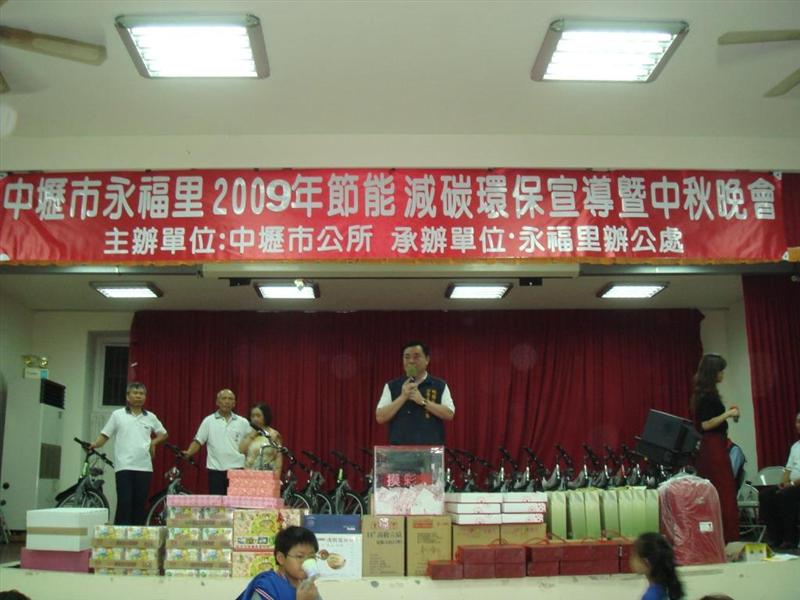 中壢市永福里2009年節能減碳環保宣導暨中秋晚會
主辦單位:中壢市公所 承辦單位·永福里辦公處
摸彩